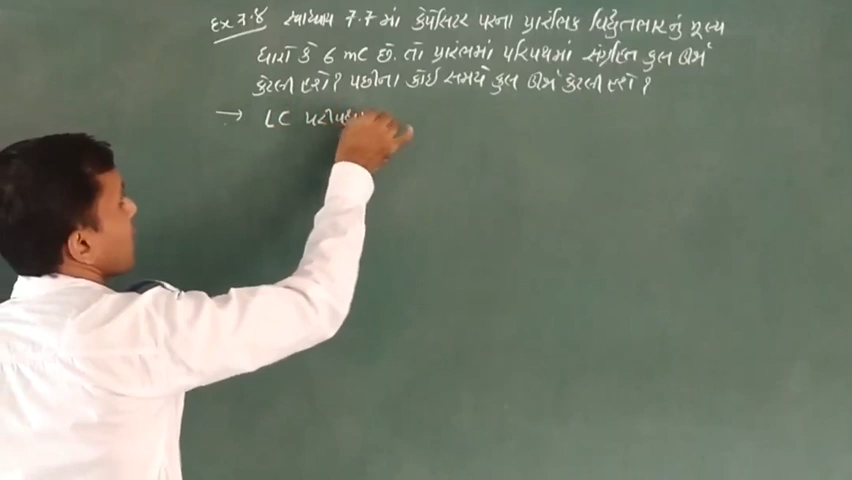 Ex 7.8 સ્વાધ્યાય 7.7 માં કેપેસિટર પરના પ્રારંભિક વિદ્યુતભારનું મૂલ્ય
ધારો કે 6 mC છે. તો પ્રારંભમાં પરિપથમાં સંગ્રહિત કુલ ઊર્જા
કેટલી હશે? પછીના કોઈ સમયે કુલ ઊર્જા કેટલી હશે?
→ LC